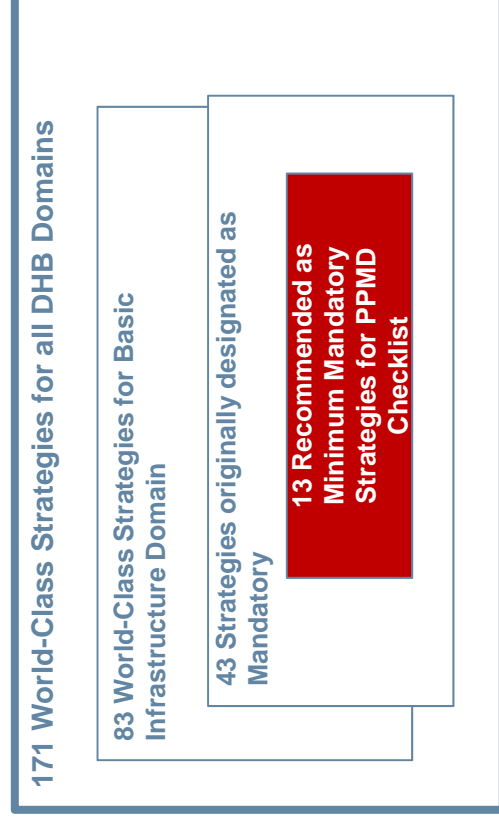 171 World-Class Strategies for all DHB Domains
83 World-Class Strategies for Basic
Infrastructure Domain
43 Strategies originally designated as
Mandatory
13 Recommended as
Minimum Mandatory
Strategies for PPMD
Checklist